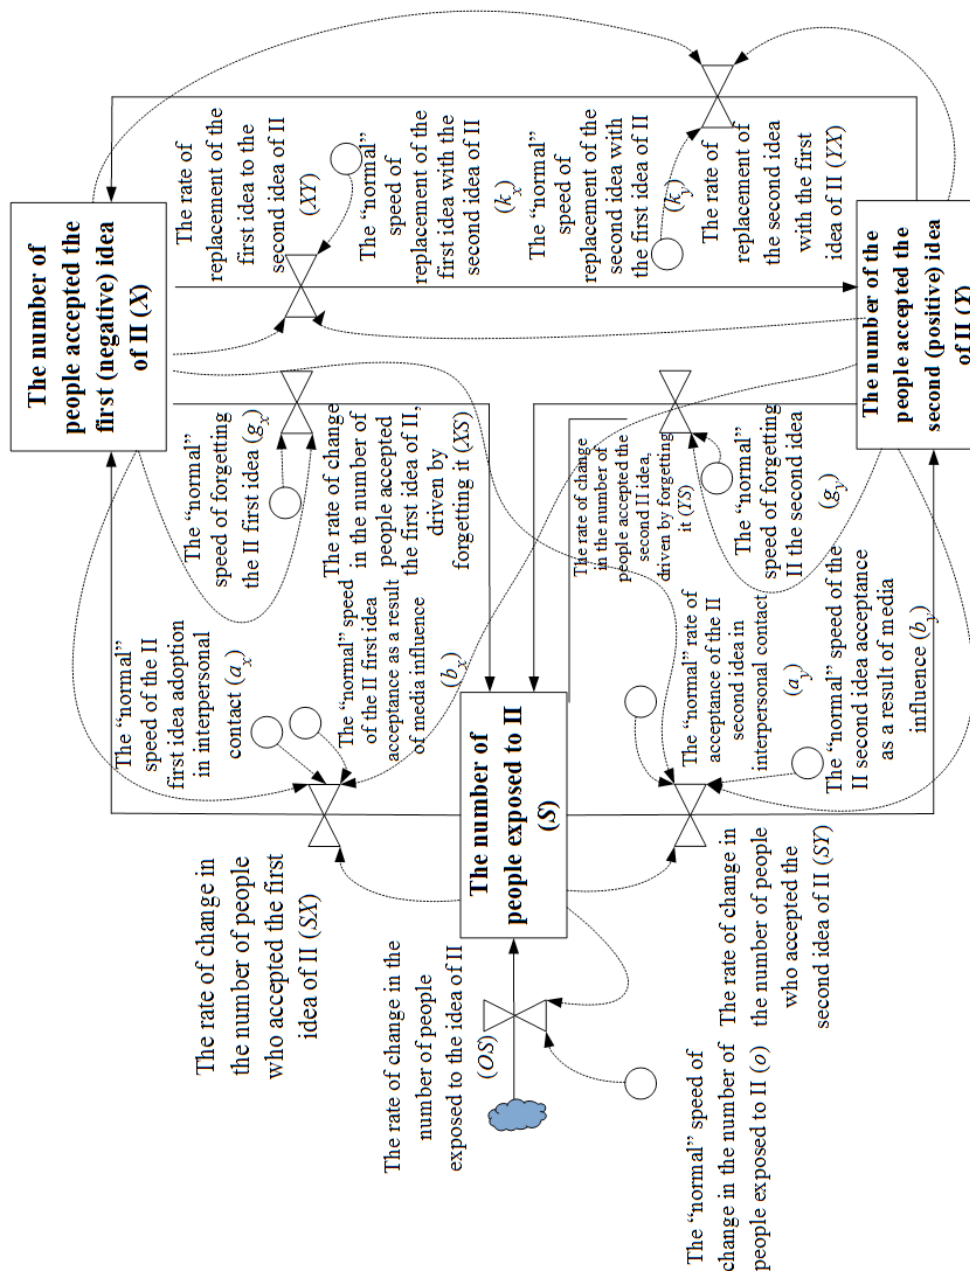 The number of
people accepted the
first (negative) idea
of II (X)
The rate of
replacement of the
first idea to the
second idea of II
(XY)
The “normal”
speed of
replacement of the
first idea with the
second idea of II
(kx)
The “normal”
speed of
replacement of the
second idea with
the first idea of II
(ky)
The rate of
replacement of
the second idea
with the first
idea of II (YX)
The number of the
people accepted the
second (positive) idea
of II (Y)
The “normal”
speed of the II
first idea adoption
in interpersonal
contact (ax)
The “normal”
speed of forgetting
the II first idea (gx)
The rate of change
in the number of
people accepted
the first idea of II,
driven by
forgetting it (XS)
The “normal” speed
of the II first idea
acceptance as a result
of media influence
(bx)
The rate of change
in the number of
people accepted the
second II idea,
driven by forgetting
it (YS)
The “normal”
speed of forgetting
II the second idea
(gy)
The “normal” rate of
acceptance of the II
second idea in
interpersonal contact
(ay)
The “normal” speed of the
II second idea acceptance
as a result of media
influence (by)
The rate of change in
the number of people
who accepted the first
idea of II (SX)
The number of
people exposed to II
(S)
The rate of change in the
number of people
exposed to the idea of II
(OS)
The rate of change in
the number of people
who accepted the
second idea of II (SY)
The “normal” speed of
change in the number of
people exposed to II (o)